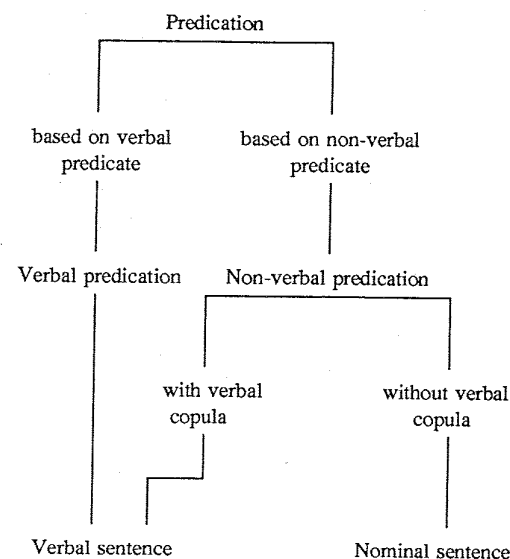 Predication
based on verbal
predicate
based on non-verbal
predicate
Verbal predication
Non-verbal predication
with verbal
copula
without verbal
copula
Verbal sentence
Nominal sentence